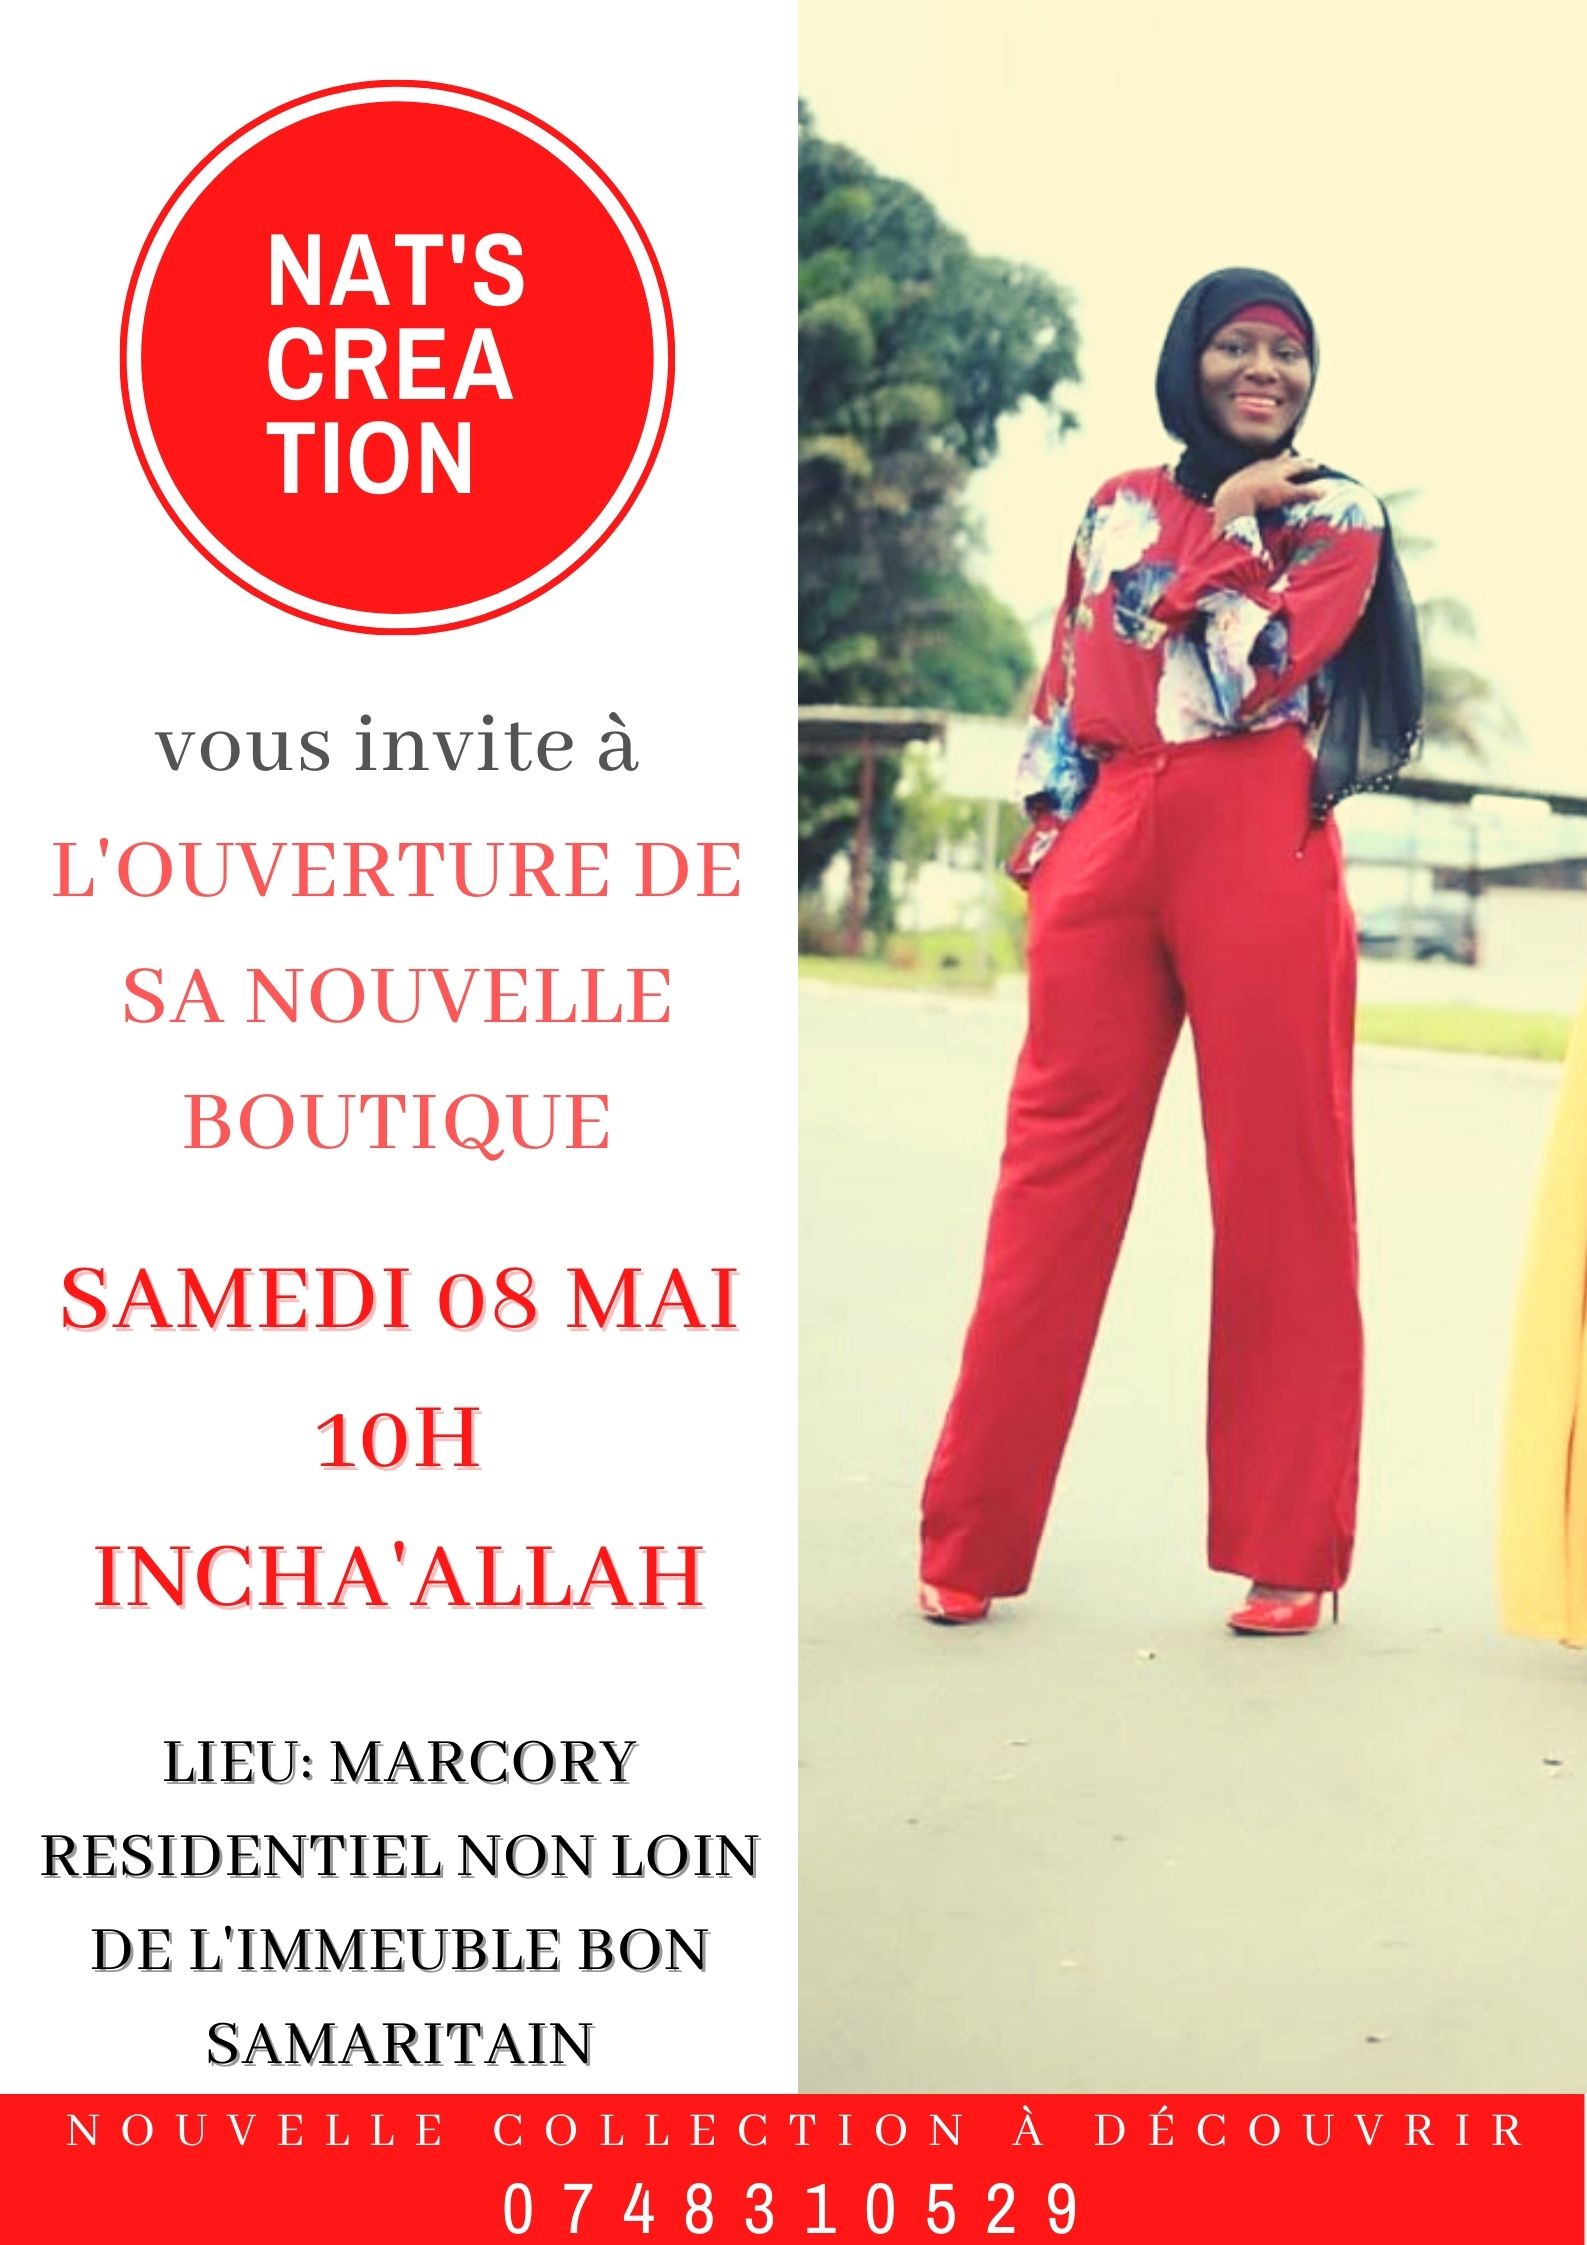 NAT'S
CREA
TION
vous invite à
L'OUVERTURE DE
SA NOUVELLE
BOUTIQUE
SAMEDI 08 MAI
10H
INCHA'ALLAH
LIEU: MARCORY
RESIDENTIEL NON LOIN
DE L'IMMEUBLE BON
SAMARITAIN
NOUVELLE COLLECTION À DÉCOUVRIR
0748310529